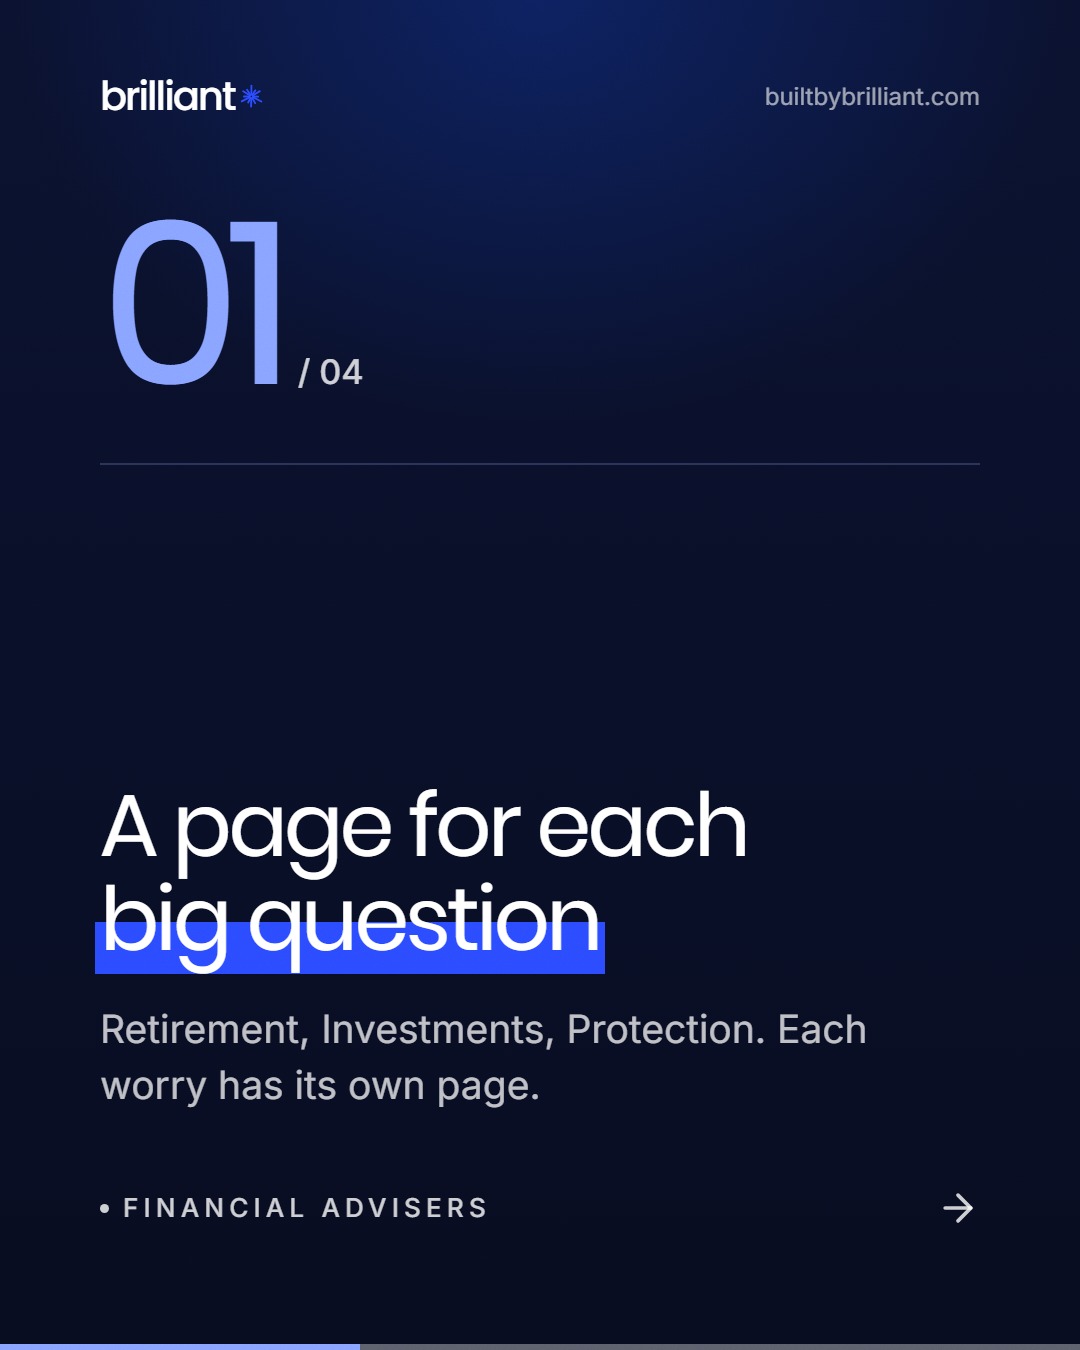 brilliant
builtbybrilliant.com
01 / 04
A page for each
big question
Retirement, Investments, Protection. Each
worry has its own page.
• FINANCIAL ADVISERS